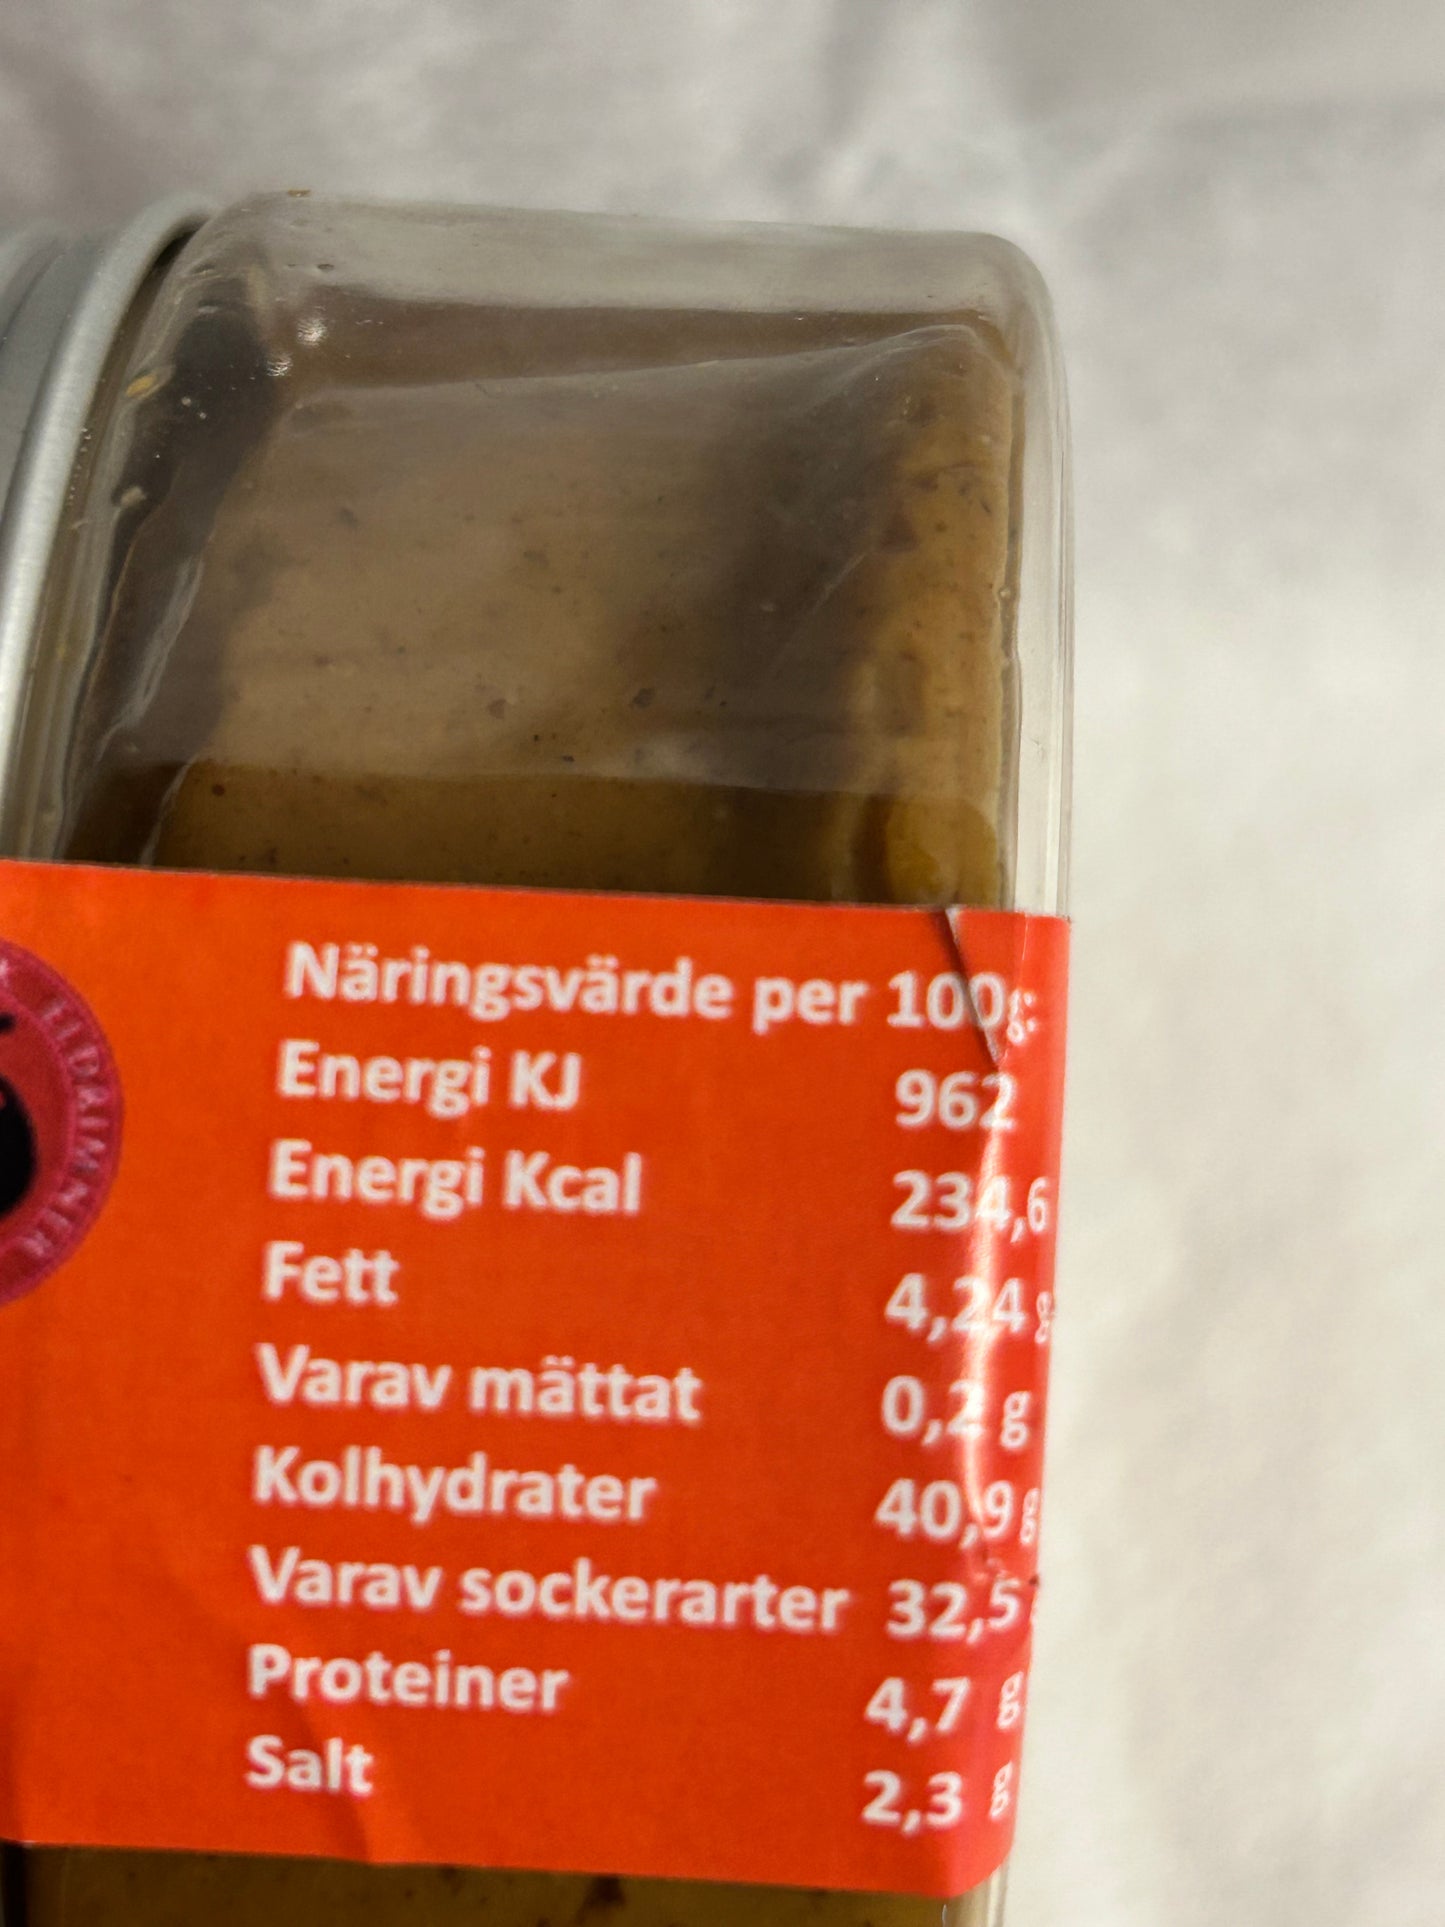 Näringsvärde per 100g:
Energi KJ 962
Energi Kcal 234,6
Fett 4,24 g
Varav mättat 0,2 g
Kolhydrater 40,9 g
Varav sockerarter 32,5
Proteiner 4,7 g
Salt 2,3 g